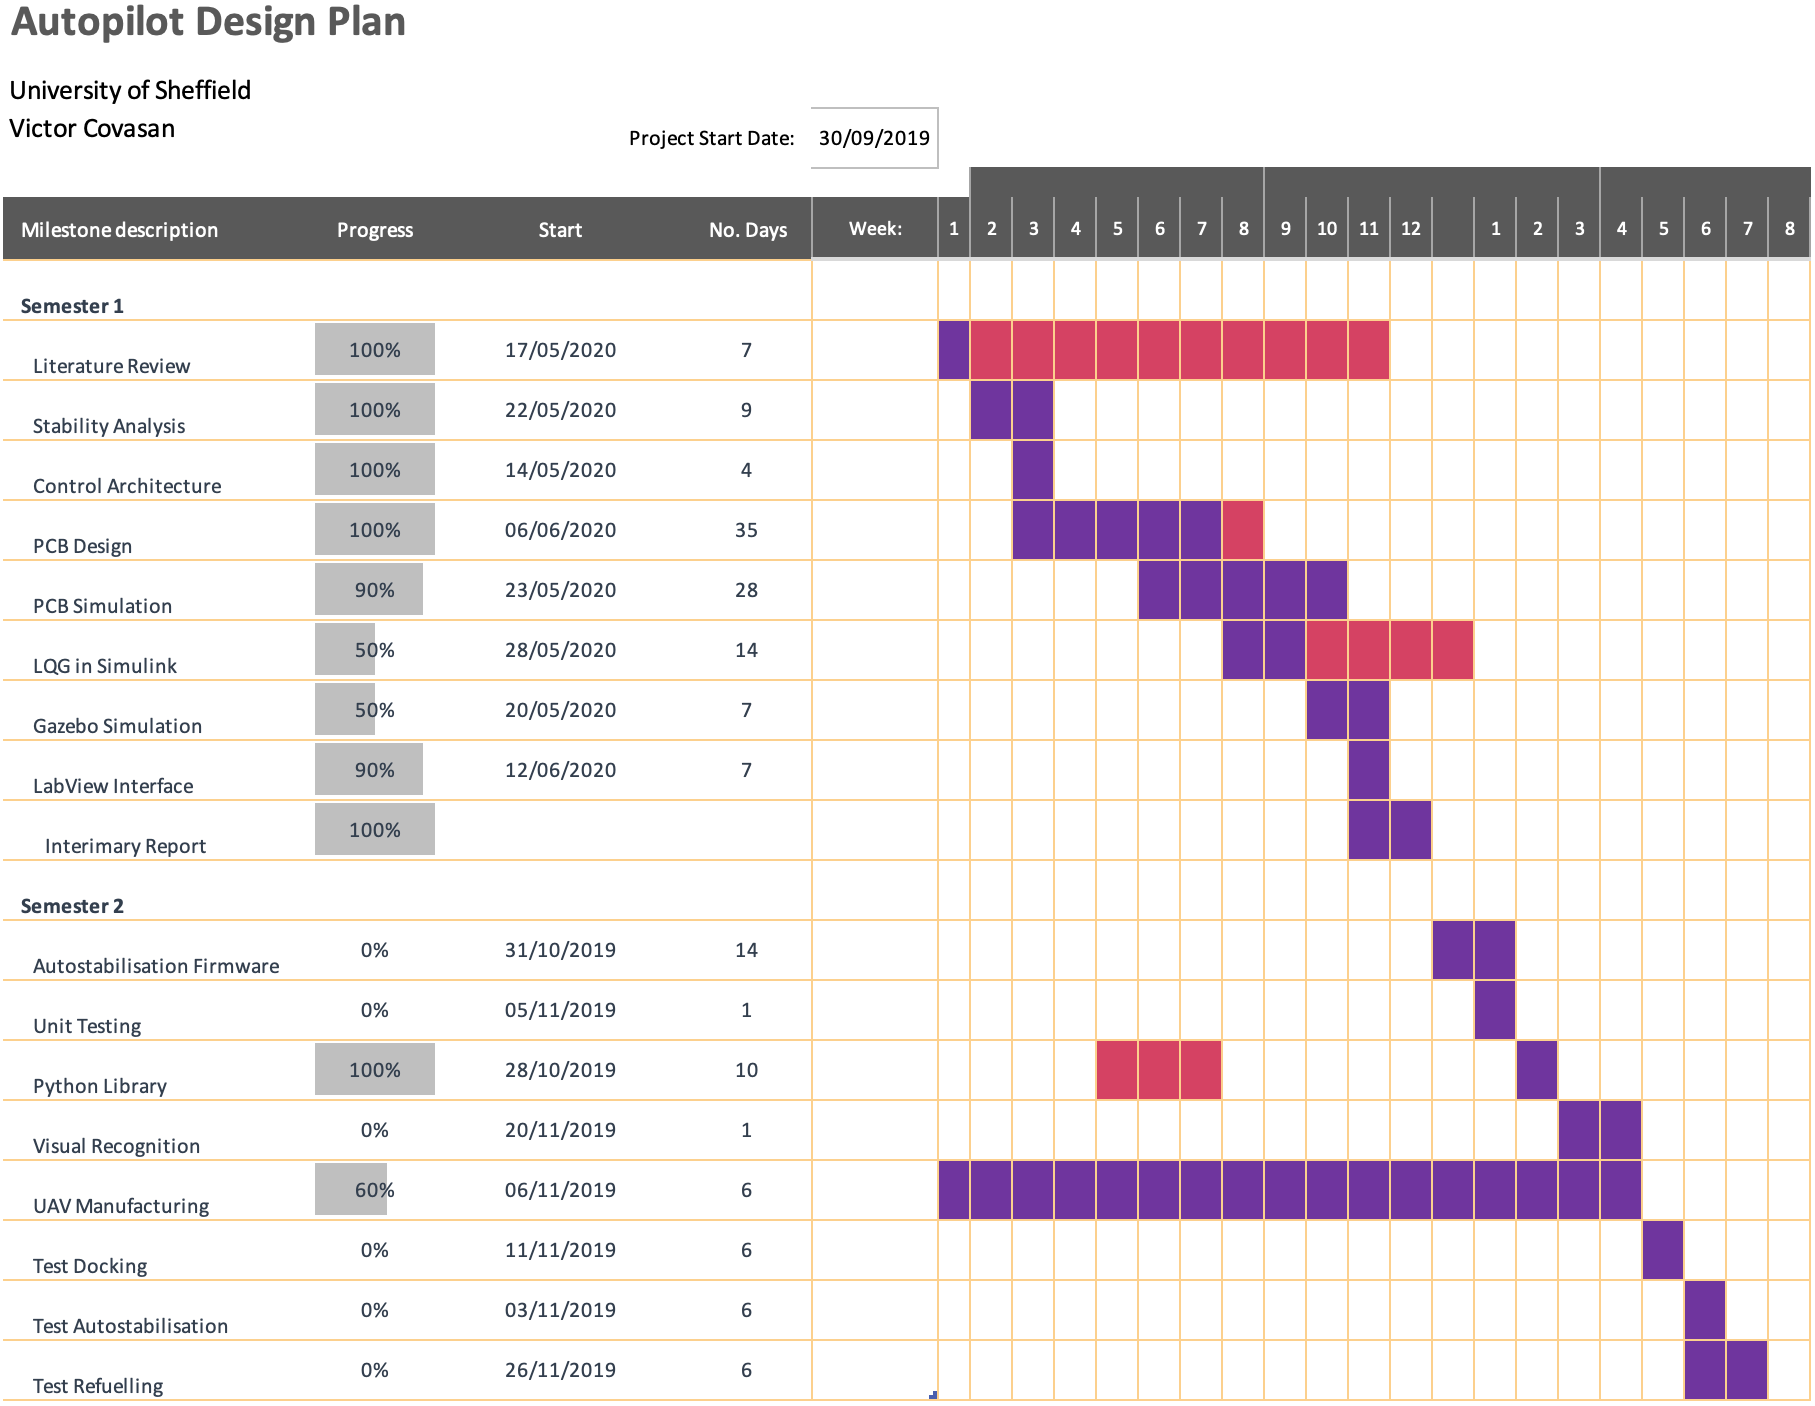 Autopilot Design Plan
University of Sheffield
Victor Covasan
Project Start Date: 30/09/2019
Milestone description Progress Start No. Days Week: 1 2 3 4 5 6 7 8 9 10 11 12 1 2 3 4 5 6 7 8
Semester 1
Literature Review 100% 17/05/2020 7
Stability Analysis 100% 22/05/2020 9
Control Architecture 100% 14/05/2020 4
PCB Design 100% 06/06/2020 35
PCB Simulation 90% 23/05/2020 28
LQG in Simulink 50% 28/05/2020 14
Gazebo Simulation 50% 20/05/2020 7
LabView Interface 90% 12/06/2020 7
Interimary Report 100%
Semester 2
Autostabilisation Firmware 0% 31/10/2019 14
Unit Testing 0% 05/11/2019 1
Python Library 100% 28/10/2019 10
Visual Recognition 0% 20/11/2019 1
UAV Manufacturing 60% 06/11/2019 6
Test Docking 0% 11/11/2019 6
Test Autostabilisation 0% 03/11/2019 6
Test Refuelling 0% 26/11/2019 6